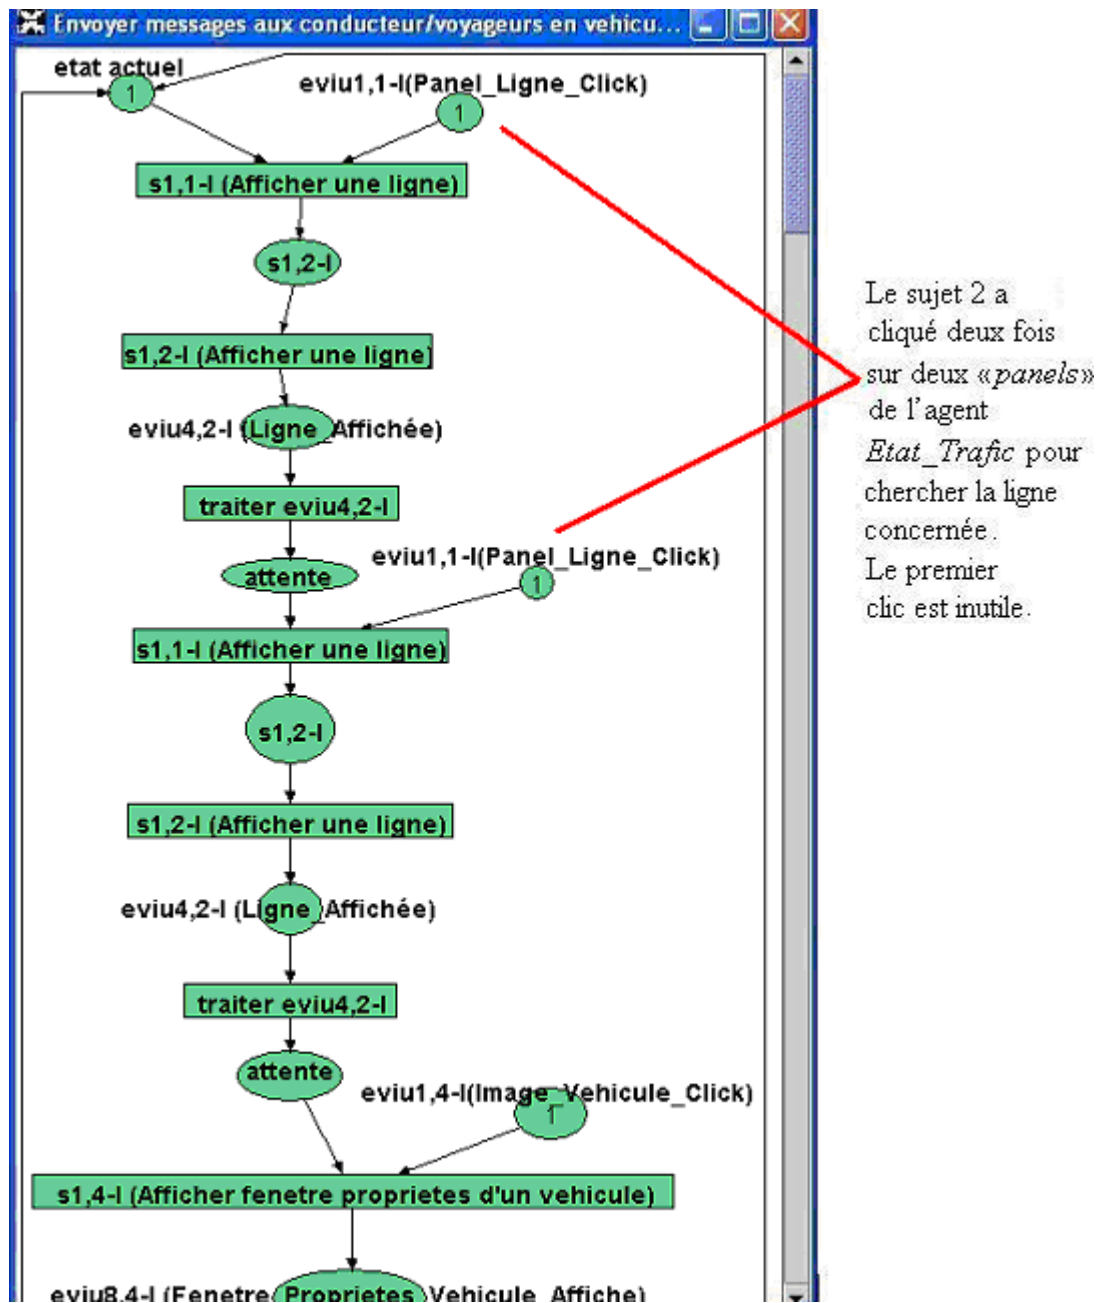 Envoyer messages aux conducteur/voyageurs en vehicu...
etat actuel
1
eviu1,1-I(Panel_Ligne_Click)
1
s1,1-I (Afficher une ligne)
s1,2-I
s1,2-I (Afficher une ligne)
eviu4,2-I (Ligne_Affichée)
traiter eviu4,2-I
attente
eviu1,1-I(Panel_Ligne_Click)
1
s1,1-I (Afficher une ligne)
s1,2-I
s1,2-I (Afficher une ligne)
eviu4,2-I (Ligne_Affichée)
traiter eviu4,2-I
attente
eviu1,4-I(Image_Vehicule_Click)
1
s1,4-I (Afficher fenetre proprietes d'un vehicule)
eviu8,4-I (Fenetre_Proprietes_Vehicule_Affiche)
Le sujet 2 a
cliqué deux fois
sur deux «panels»
de l'agent
Etat_Trafic pour
chercher la ligne
concernée.
Le premier
clic est inutile.